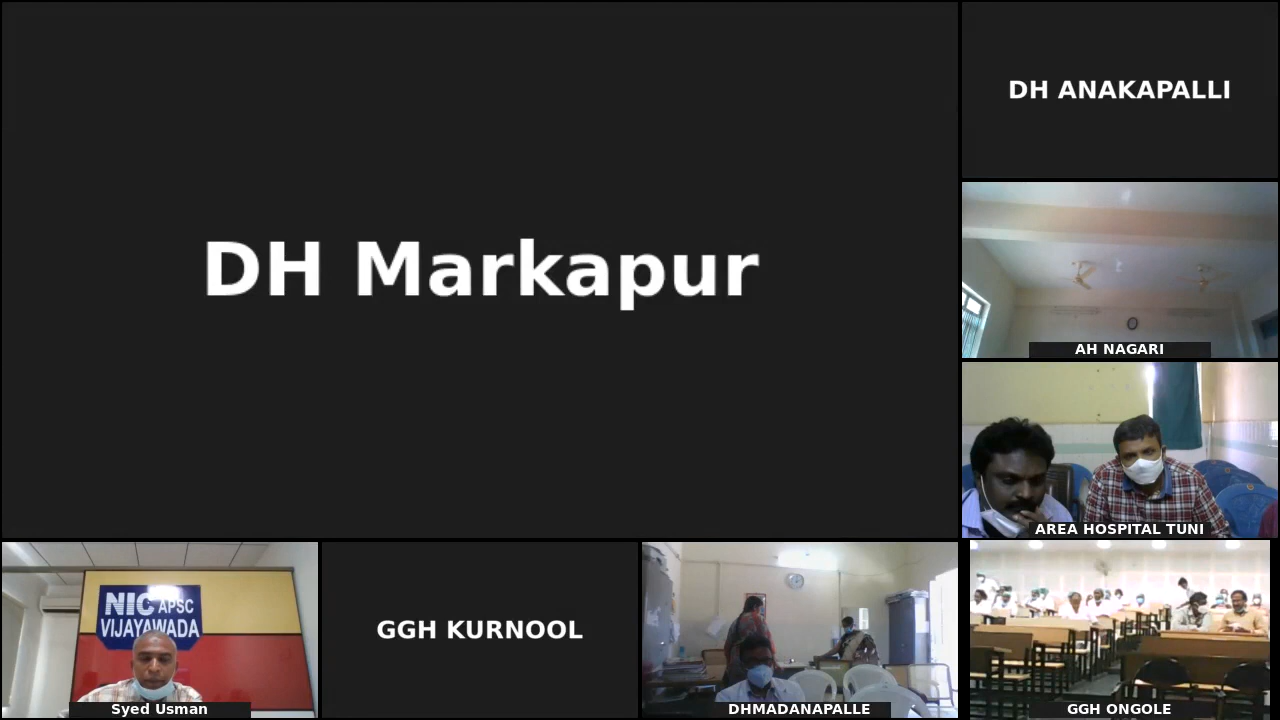 DH Markapur
DH ANAKAPALLI
AH NAGARI
AREA HOSPITAL TUNI
NIC APSC
VIJAYAWADA
Syed Usman
GGH KURNOOL
DHMADANAPALLE
GGH ONGOLE